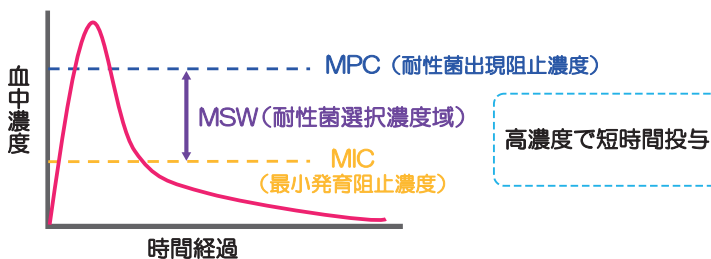 血中濃度
MPC（耐性菌出現阻止濃度）
MSW（耐性菌選択濃度域）
高濃度で短時間投与
MIC
（最小発育阻止濃度）
時間経過